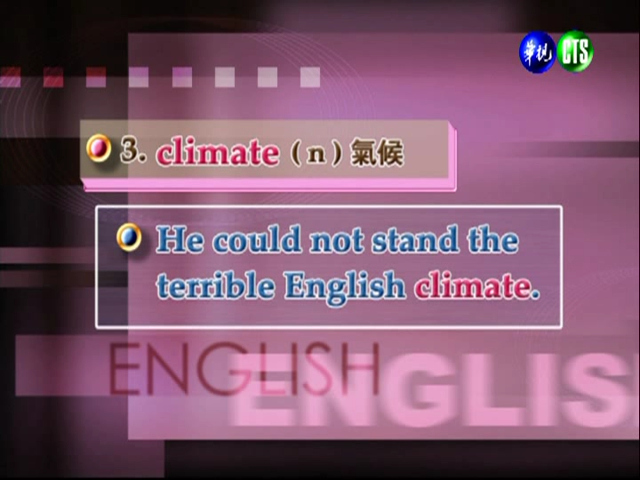 華視 CTS
3. climate ( n ) 氣候
He could not stand the
terrible English climate.
ENGLISH
ENGLIS